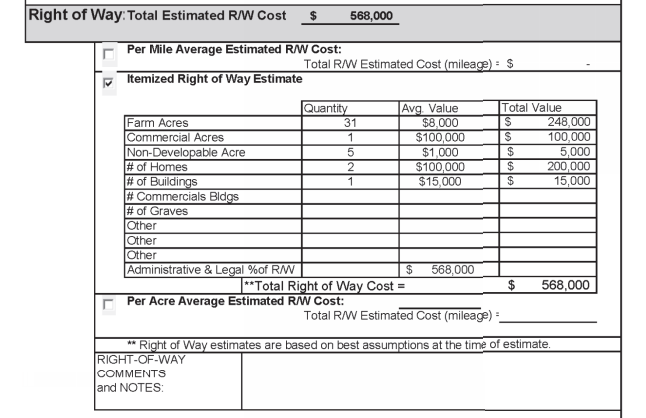 Right of Way: Total Estimated R/W Cost $ 568,000
Per Mile Average Estimated R/W Cost:
Total R/W Estimated Cost (mileage) = $ -
Itemized Right of Way Estimate
Quantity Avg. Value Total Value
Farm Acres 31 $8,000 $ 248,000
Commercial Acres 1 $100,000 $ 100,000
Non-Developable Acre 5 $1,000 $ 5,000
# of Homes 2 $100,000 $ 200,000
# of Buildings 1 $15,000 $ 15,000
# Commercials Bldgs
# of Graves
Other
Other
Other
Administrative & Legal %of R/W $ 568,000
**Total Right of Way Cost = $ 568,000
Per Acre Average Estimated R/W Cost:
Total R/W Estimated Cost (mileage) =
** Right of Way estimates are based on best assumptions at the time of estimate.
RIGHT-OF-WAY
COMMENTS
and NOTES: